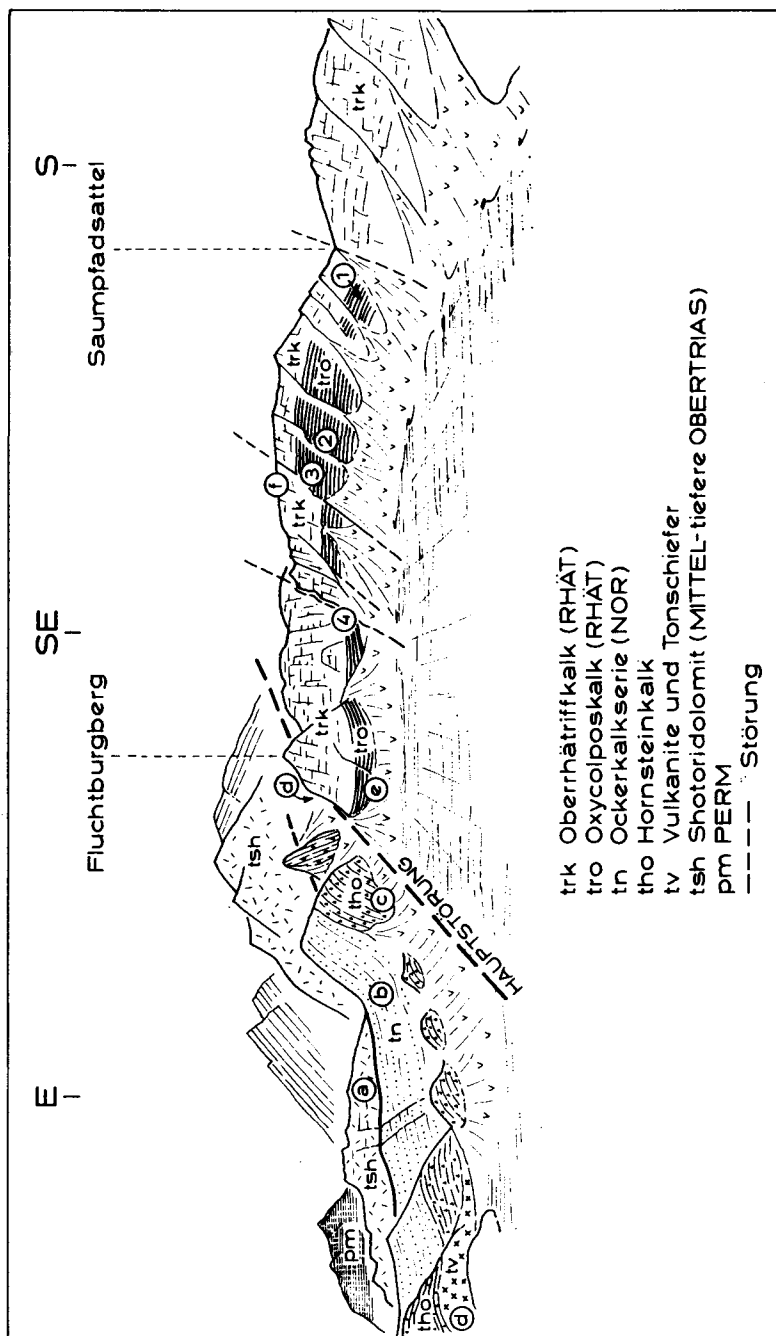 E
SE
S
Fluchtburgberg
Saumpfadsattel
pm
tsh
a
tsh
d
trk
f
trk
trk
1
trk
tho
tv
d
tn
b
tho
c
e
tro
4
3
2
tro
HAUPTSTÖRUNG
trk Oberrhätriffkalk (RHÄT)
tro Oxycolposkalk (RHÄT)
tn Ockerkalkserie (NOR)
tho Hornsteinkalk
tv Vulkanite und Tonschiefer
tsh Shotoridolomit (MITTEL-tiefere OBERTRIAS)
pm PERM
---- Störung